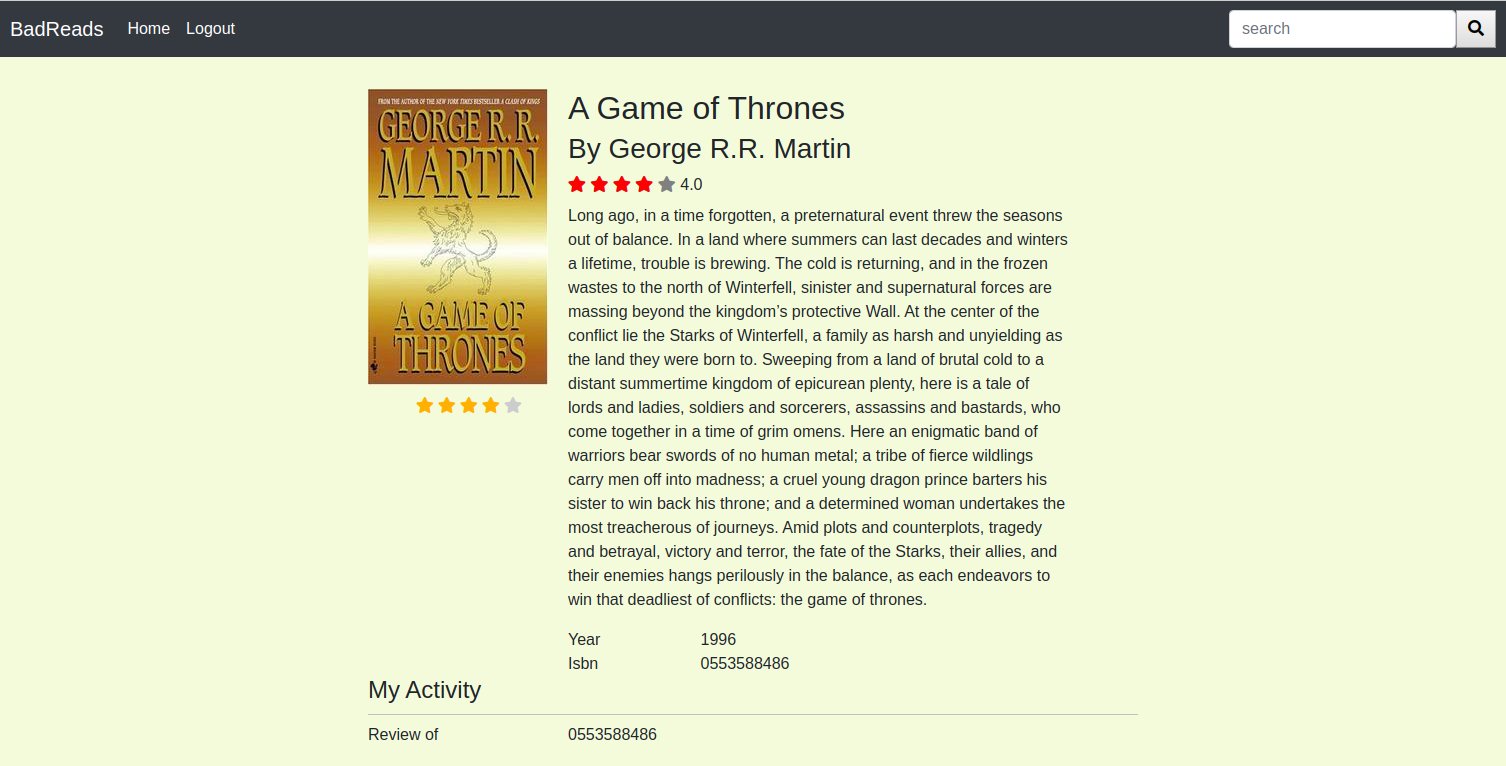 BadReads Home Logout search
FROM THE AUTHOR OF THE NEW YORK TIMES BESTSELLER A CLASH OF KINGS
GEORGE R. R.
MARTIN
A GAME OF
THRONES
A Game of Thrones
By George R.R. Martin
4.0
Long ago, in a time forgotten, a preternatural event threw the seasons
out of balance. In a land where summers can last decades and winters
a lifetime, trouble is brewing. The cold is returning, and in the frozen
wastes to the north of Winterfell, sinister and supernatural forces are
massing beyond the kingdom’s protective Wall. At the center of the
conflict lie the Starks of Winterfell, a family as harsh and unyielding as
the land they were born to. Sweeping from a land of brutal cold to a
distant summertime kingdom of epicurean plenty, here is a tale of
lords and ladies, soldiers and sorcerers, assassins and bastards, who
come together in a time of grim omens. Here an enigmatic band of
warriors bear swords of no human metal; a tribe of fierce wildlings
carry men off into madness; a cruel young dragon prince barters his
sister to win back his throne; and a determined woman undertakes the
most treacherous of journeys. Amid plots and counterplots, tragedy
and betrayal, victory and terror, the fate of the Starks, their allies, and
their enemies hangs perilously in the balance, as each endeavors to
win that deadliest of conflicts: the game of thrones.
Year 1996
Isbn 0553588486
My Activity
Review of 0553588486